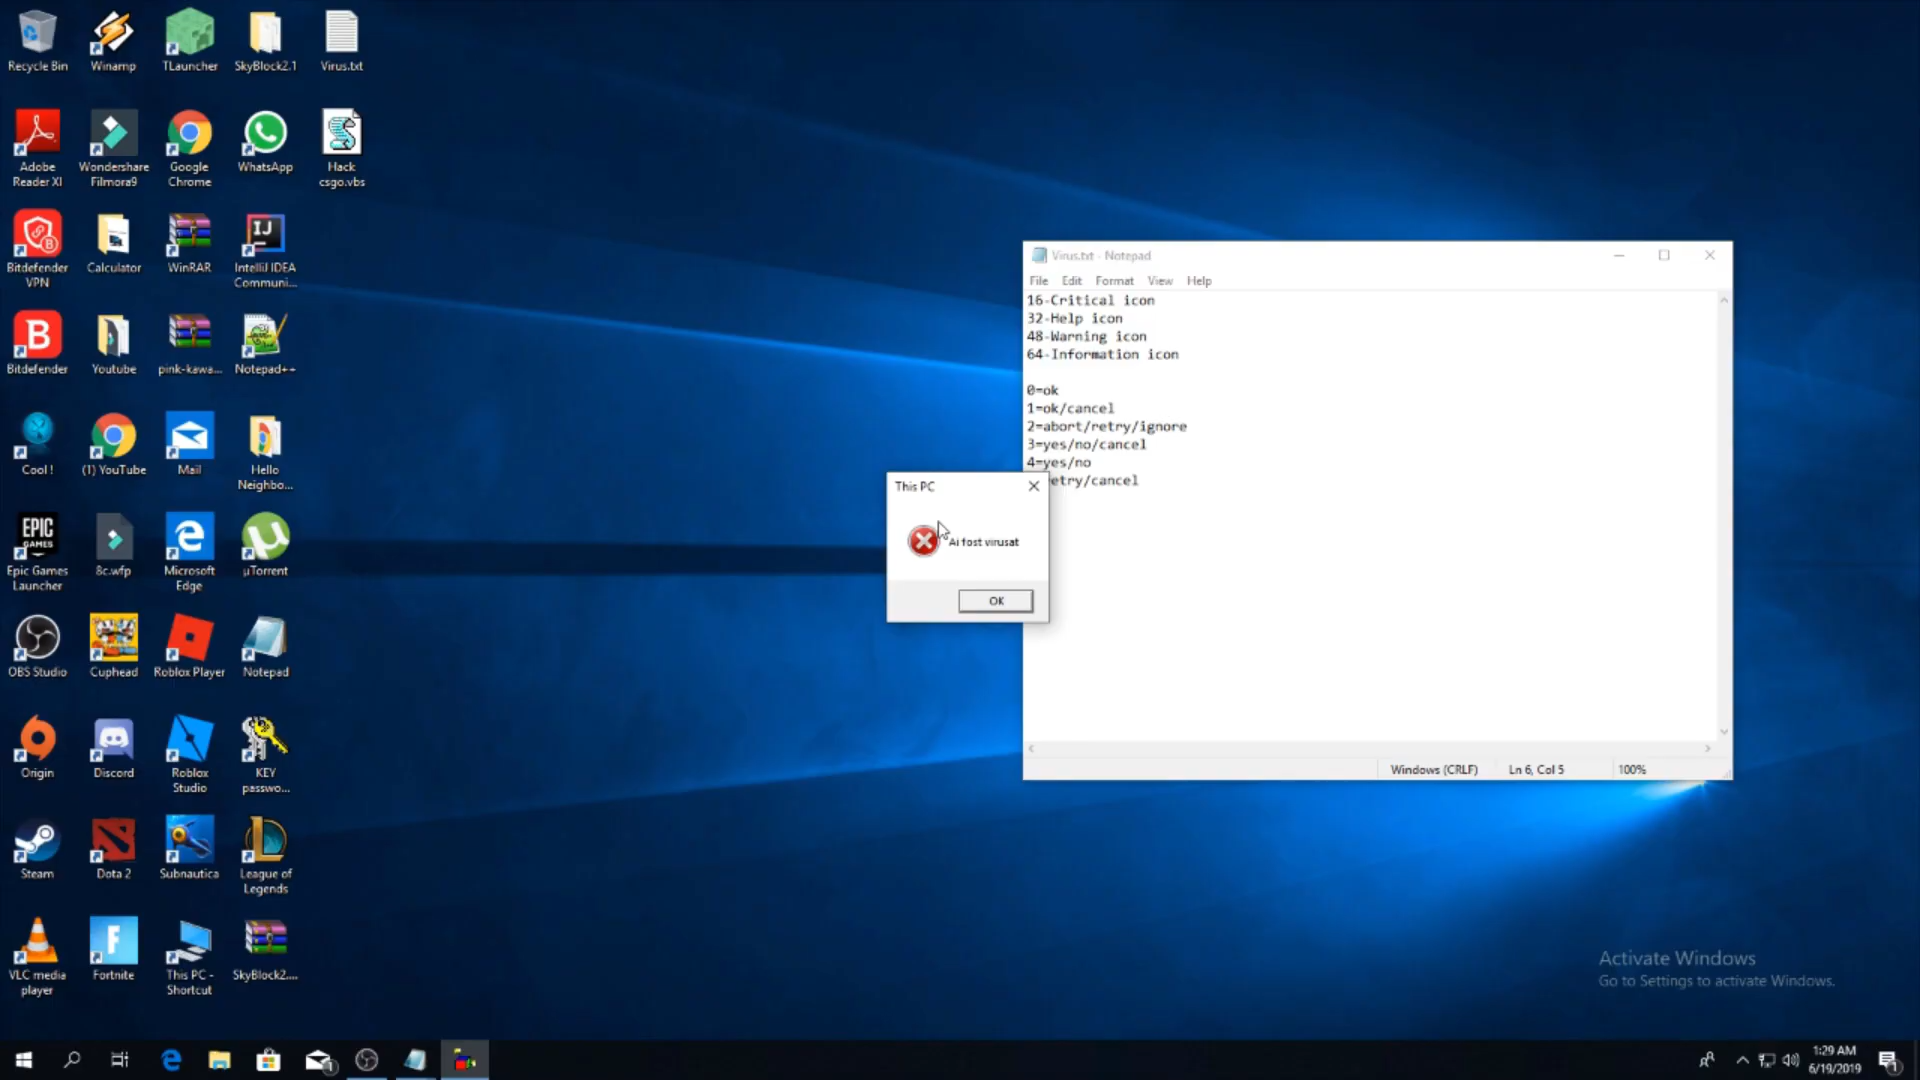 Recycle Bin
Winamp
TLauncher
SkyBlock2.1
Virus.txt
Adobe
Reader XI
Wondershare
Filmora9
Google
Chrome
WhatsApp
Hack
csgo.vbs
Bitdefender
VPN
Calculator
WinRAR
IntelliJ IDEA
Communi...
Bitdefender
Youtube
pink-kawa...
Notepad++
Cool !
(1) YouTube
Mail
Hello
Neighbo...
Epic Games
Launcher
8c.wfp
Microsoft
Edge
µTorrent
OBS Studio
Cuphead
Roblox Player
Notepad
Origin
Discord
Roblox
Studio
KEY
passwo...
Steam
Dota 2
Subnautica
League of
Legends
VLC media
player
Fortnite
This PC -
Shortcut
SkyBlock2....
EPIC
GAMES
Virus.txt - Notepad
File Edit Format View Help
16-Critical icon
32-Help icon
48-Warning icon
64-Information icon
0=ok
1=ok/cancel
2=abort/retry/ignore
3=yes/no/cancel
4=yes/no
etry/cancel
Windows (CRLF) Ln 6, Col 5 100%
This PC
Ai fost virusat
OK
Activate Windows
Go to Settings to activate Windows.
1:29 AM
6/19/2019